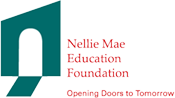 Nellie Mae
Education
Foundation
Opening Doors to Tomorrow